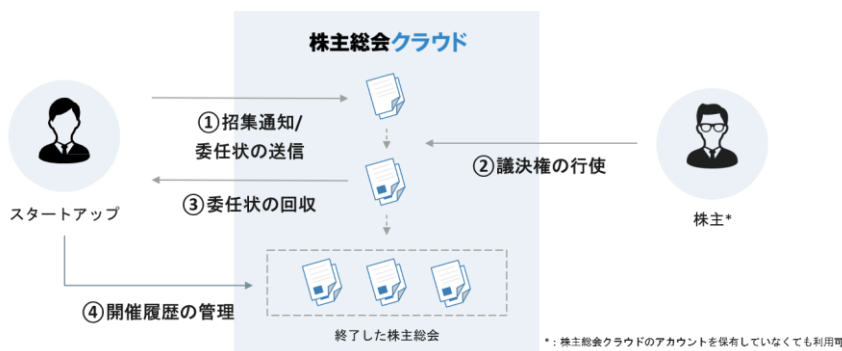 株主総会クラウド
①招集通知/
委任状の送信
②議決権の行使
③委任状の回収
スタートアップ
株主*
④開催履歴の管理
終了した株主総会
*：株主総会クラウドのアカウントを保有していなくても利用可